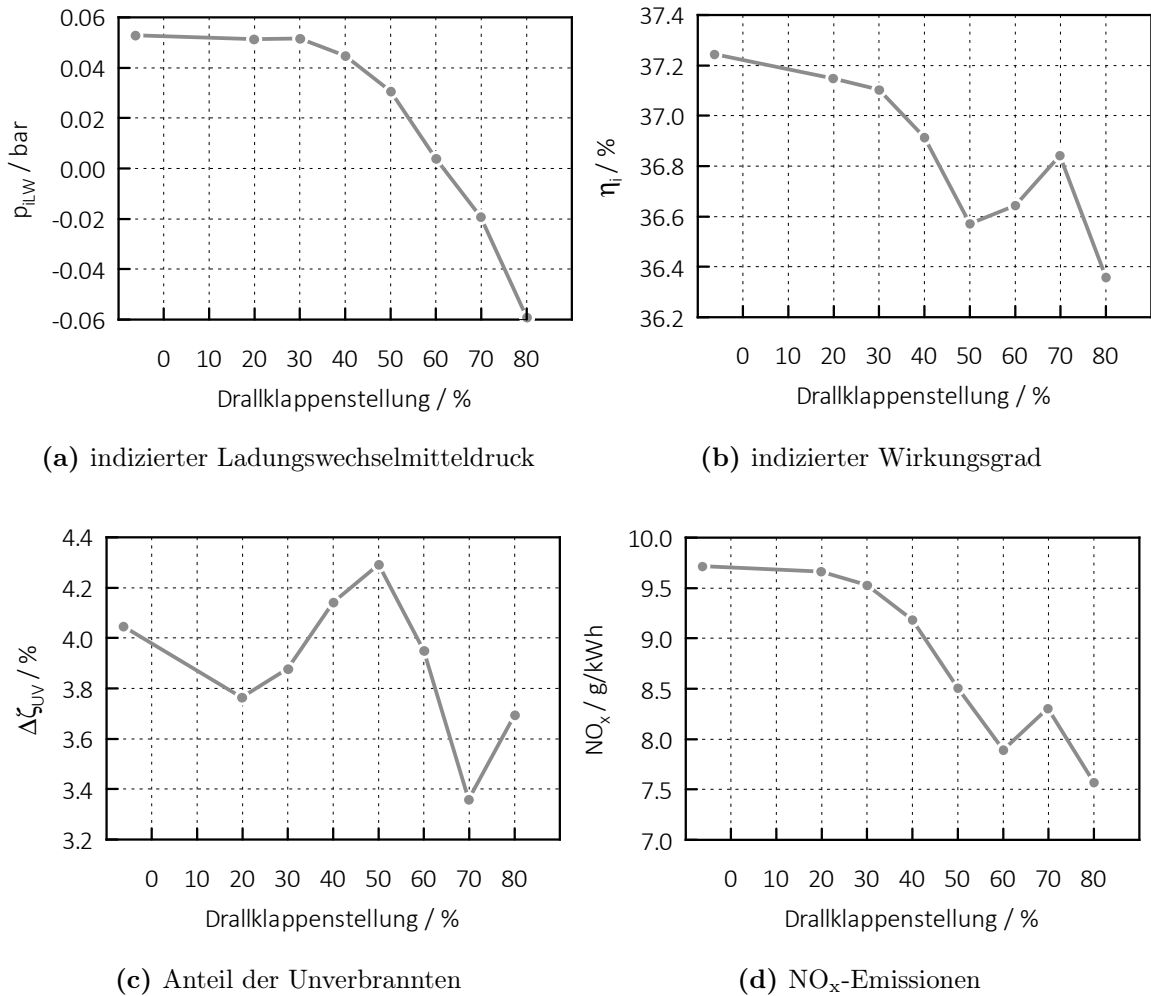 0.06
0.04
0.02
0.00
-0.02
-0.04
-0.06
p_iLW / bar
0 10 20 30 40 50 60 70 80
Drallklappenstellung / %
(a) indizierter Ladungswechselmitteldruck
37.4
37.2
37.0
36.8
36.6
36.4
36.2
η_i / %
0 10 20 30 40 50 60 70 80
Drallklappenstellung / %
(b) indizierter Wirkungsgrad
4.4
4.2
4.0
3.8
3.6
3.4
3.2
Δζ_UV / %
0 10 20 30 40 50 60 70 80
Drallklappenstellung / %
(c) Anteil der Unverbrannten
10.0
9.5
9.0
8.5
8.0
7.5
7.0
NO_x / g/kWh
0 10 20 30 40 50 60 70 80
Drallklappenstellung / %
(d) NO_x-Emissionen